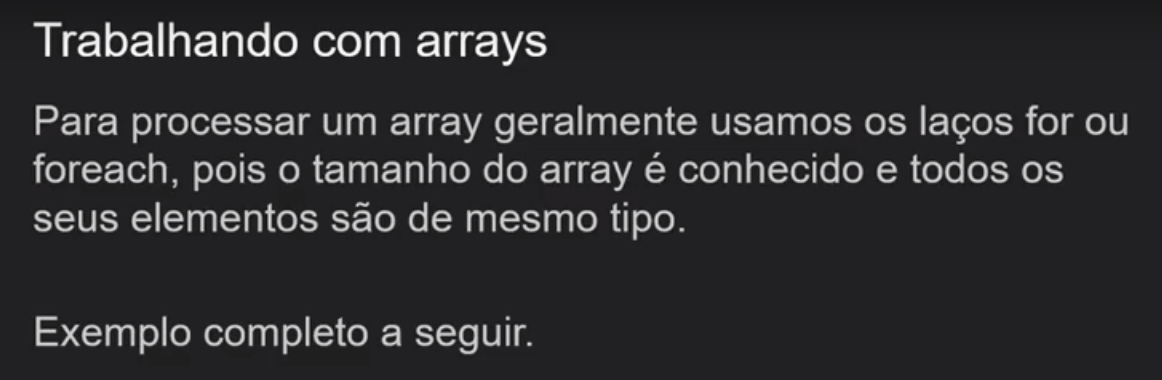 Trabalhando com arrays
Para processar um array geralmente usamos os laços for ou
foreach, pois o tamanho do array é conhecido e todos os
seus elementos são de mesmo tipo.
Exemplo completo a seguir.